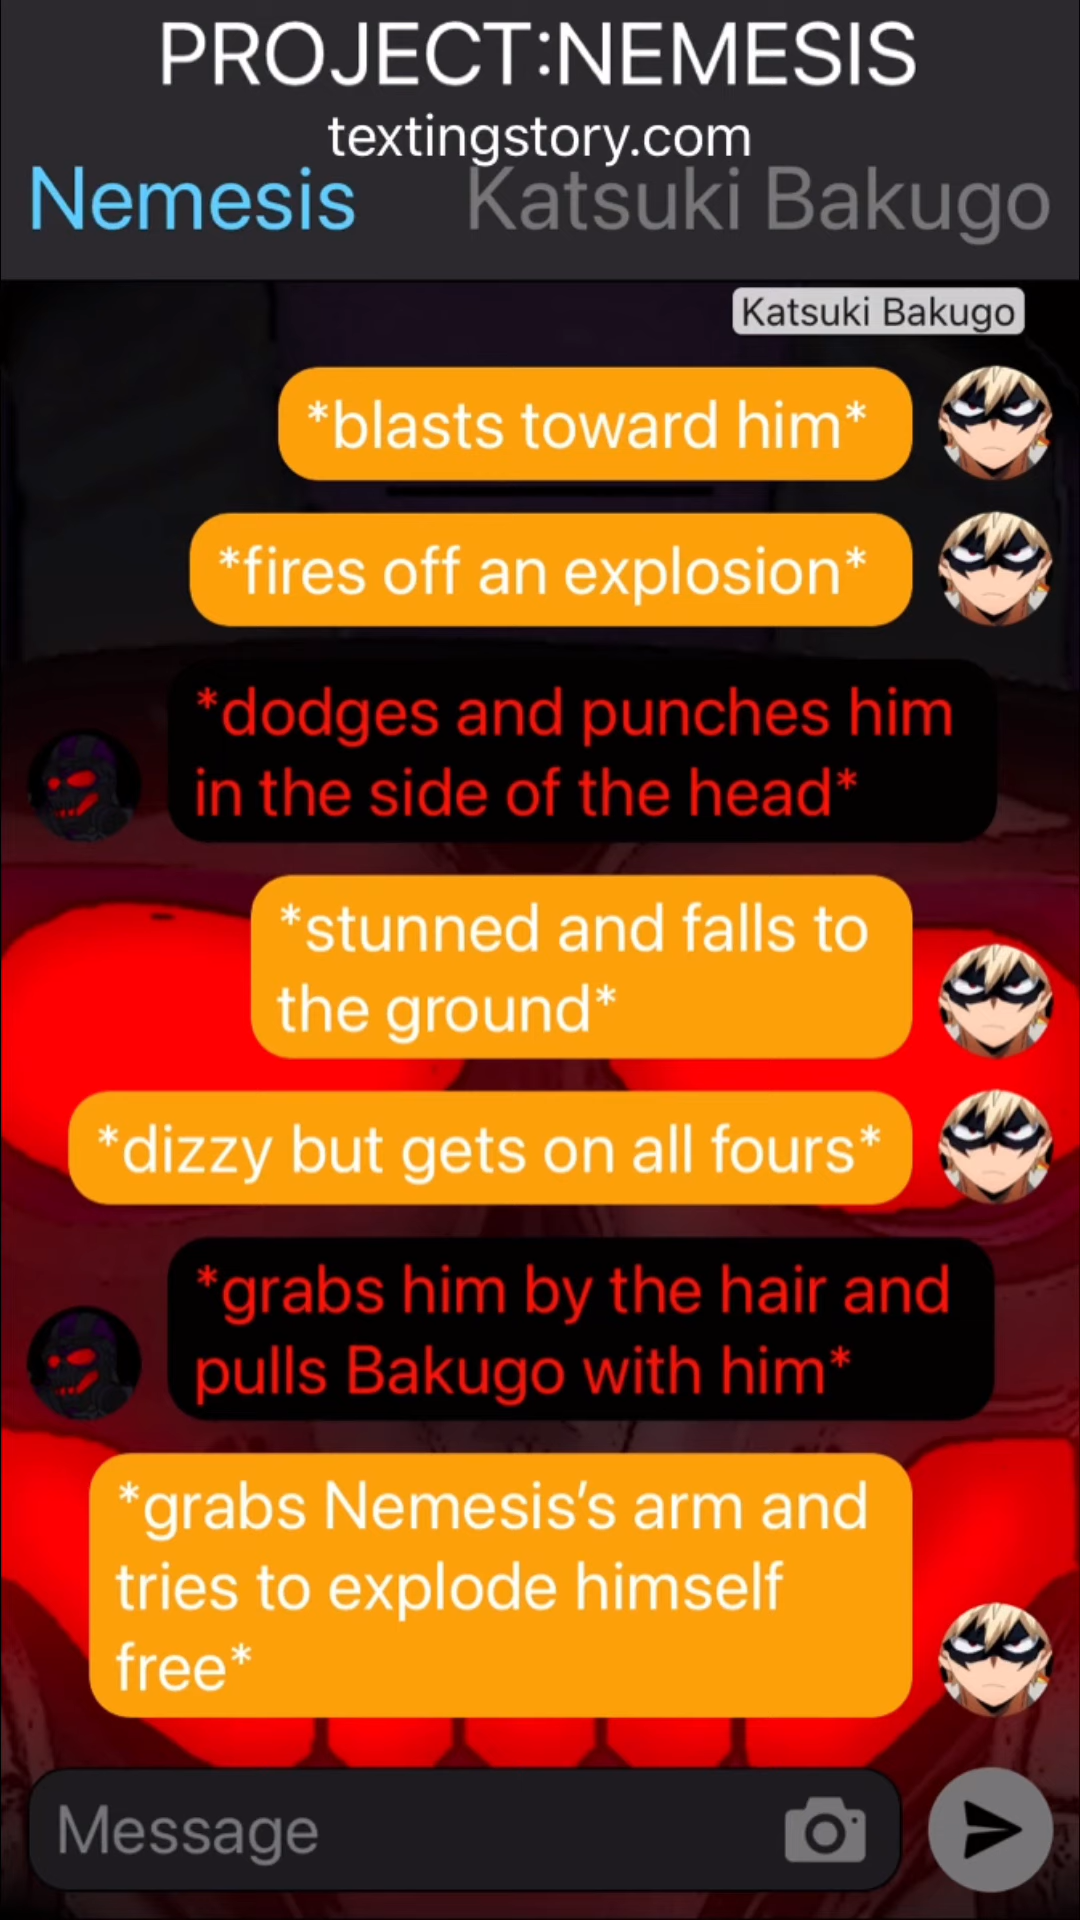 PROJECT:NEMESIS
textingstory.com
Nemesis
Katsuki Bakugo
Katsuki Bakugo
*blasts toward him*
*fires off an explosion*
*dodges and punches him
in the side of the head*
*stunned and falls to
the ground*
*dizzy but gets on all fours*
*grabs him by the hair and
pulls Bakugo with him*
*grabs Nemesis’s arm and
tries to explode himself
free*
Message